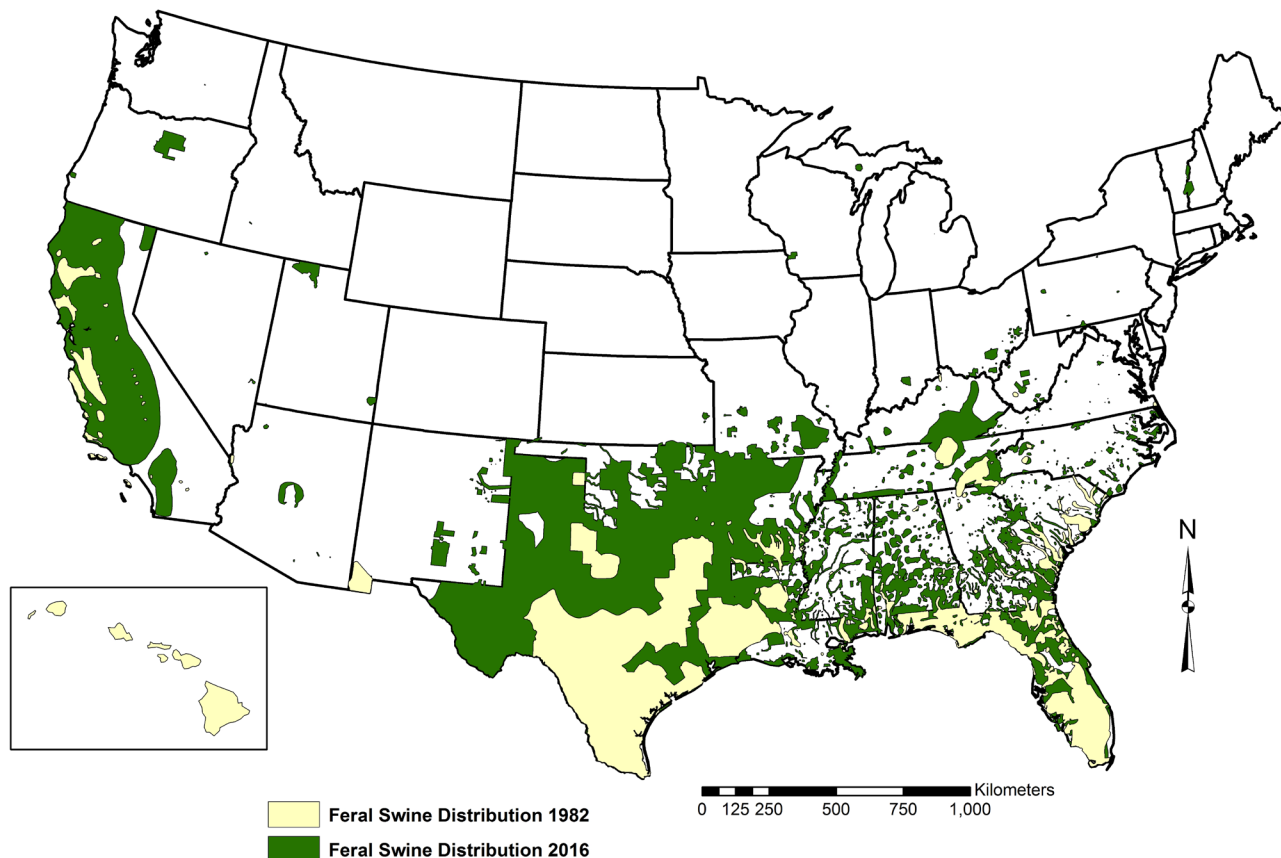 N
Kilometers
0 125 250 500 750 1,000
Feral Swine Distribution 1982
Feral Swine Distribution 2016